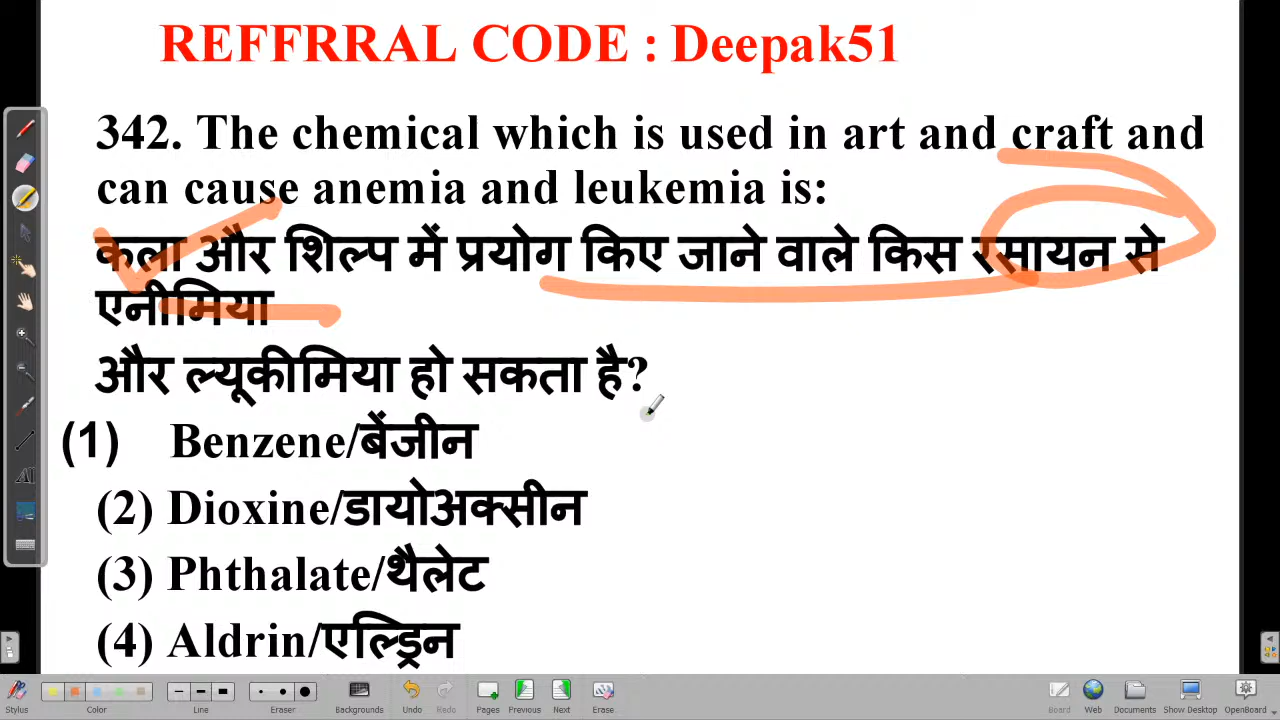 REFFRRAL CODE : Deepak51
342. The chemical which is used in art and craft and
can cause anemia and leukemia is:
कला और शिल्प में प्रयोग किए जाने वाले किस रसायन से
एनीमिया
और ल्यूकीमिया हो सकता है?
(1) Benzene/बेंजीन
(2) Dioxine/डायोअक्सीन
(3) Phthalate/थैलेट
(4) Aldrin/एल्ड्रिन
Stylus Color Line Eraser Backgrounds Undo Redo Pages Previous Next Erase Board Web Documents Show Desktop OpenBoard